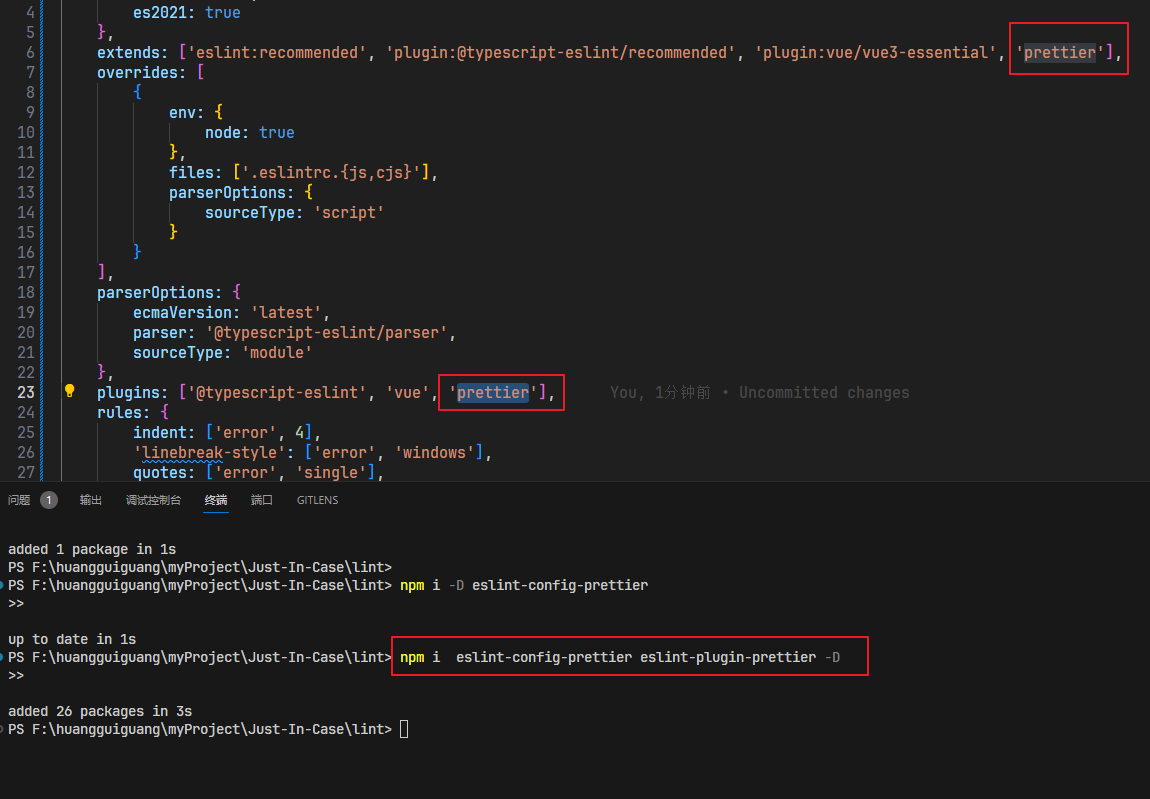 4 es2021: true
5 },
6 extends: ['eslint:recommended', 'plugin:@typescript-eslint/recommended', 'plugin:vue/vue3-essential', 'prettier'],
7 overrides: [
8 {
9 env: {
10 node: true
11 },
12 files: ['.eslintrc.{js,cjs}'],
13 parserOptions: {
14 sourceType: 'script'
15 }
16 }
17 ],
18 parserOptions: {
19 ecmaVersion: 'latest',
20 parser: '@typescript-eslint/parser',
21 sourceType: 'module'
22 },
23 plugins: ['@typescript-eslint', 'vue', 'prettier'], You, 1分钟前 • Uncommitted changes
24 rules: {
25 indent: ['error', 4],
26 'linebreak-style': ['error', 'windows'],
27 quotes: ['error', 'single'],
问题 1 输出 调试控制台 终端 端口 GITLENS
added 1 package in 1s
PS F:\huangguiguang\myProject\Just-In-Case\lint>
PS F:\huangguiguang\myProject\Just-In-Case\lint> npm i -D eslint-config-prettier
>>
up to date in 1s
PS F:\huangguiguang\myProject\Just-In-Case\lint> npm i  eslint-config-prettier eslint-plugin-prettier -D
>>
added 26 packages in 3s
PS F:\huangguiguang\myProject\Just-In-Case\lint>